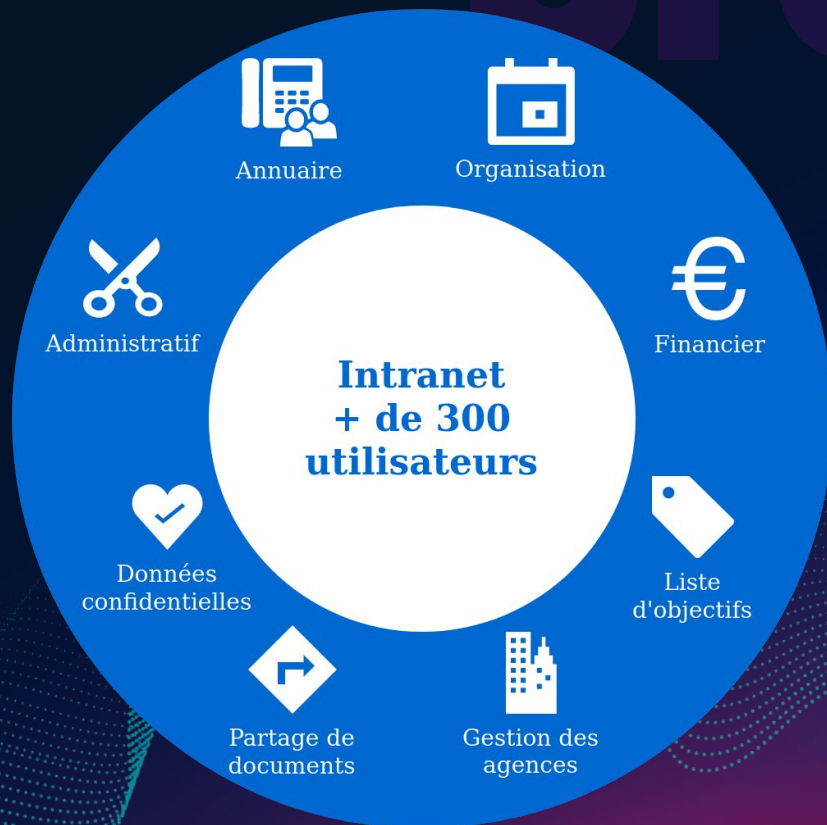 Annuaire
Organisation
Administratif
Financier
Intranet
+ de 300
utilisateurs
Données
confidentielles
Liste
d'objectifs
Partage de
documents
Gestion des
agences